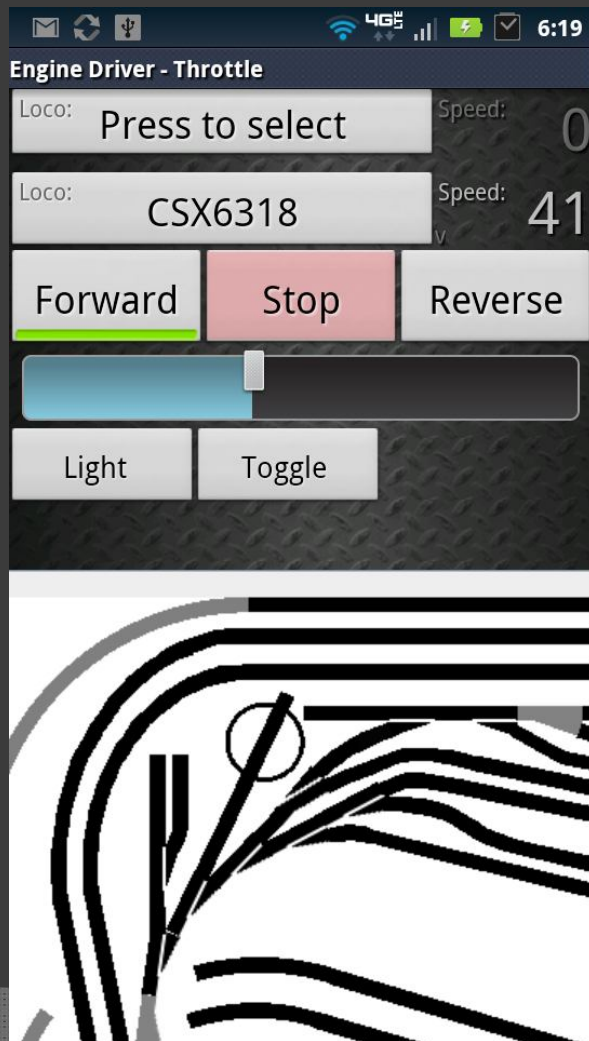 4G LTE 6:19
Engine Driver - Throttle
Loco: Press to select Speed: 0
Loco: CSX6318 Speed: 41
v
Forward Stop Reverse
Light Toggle